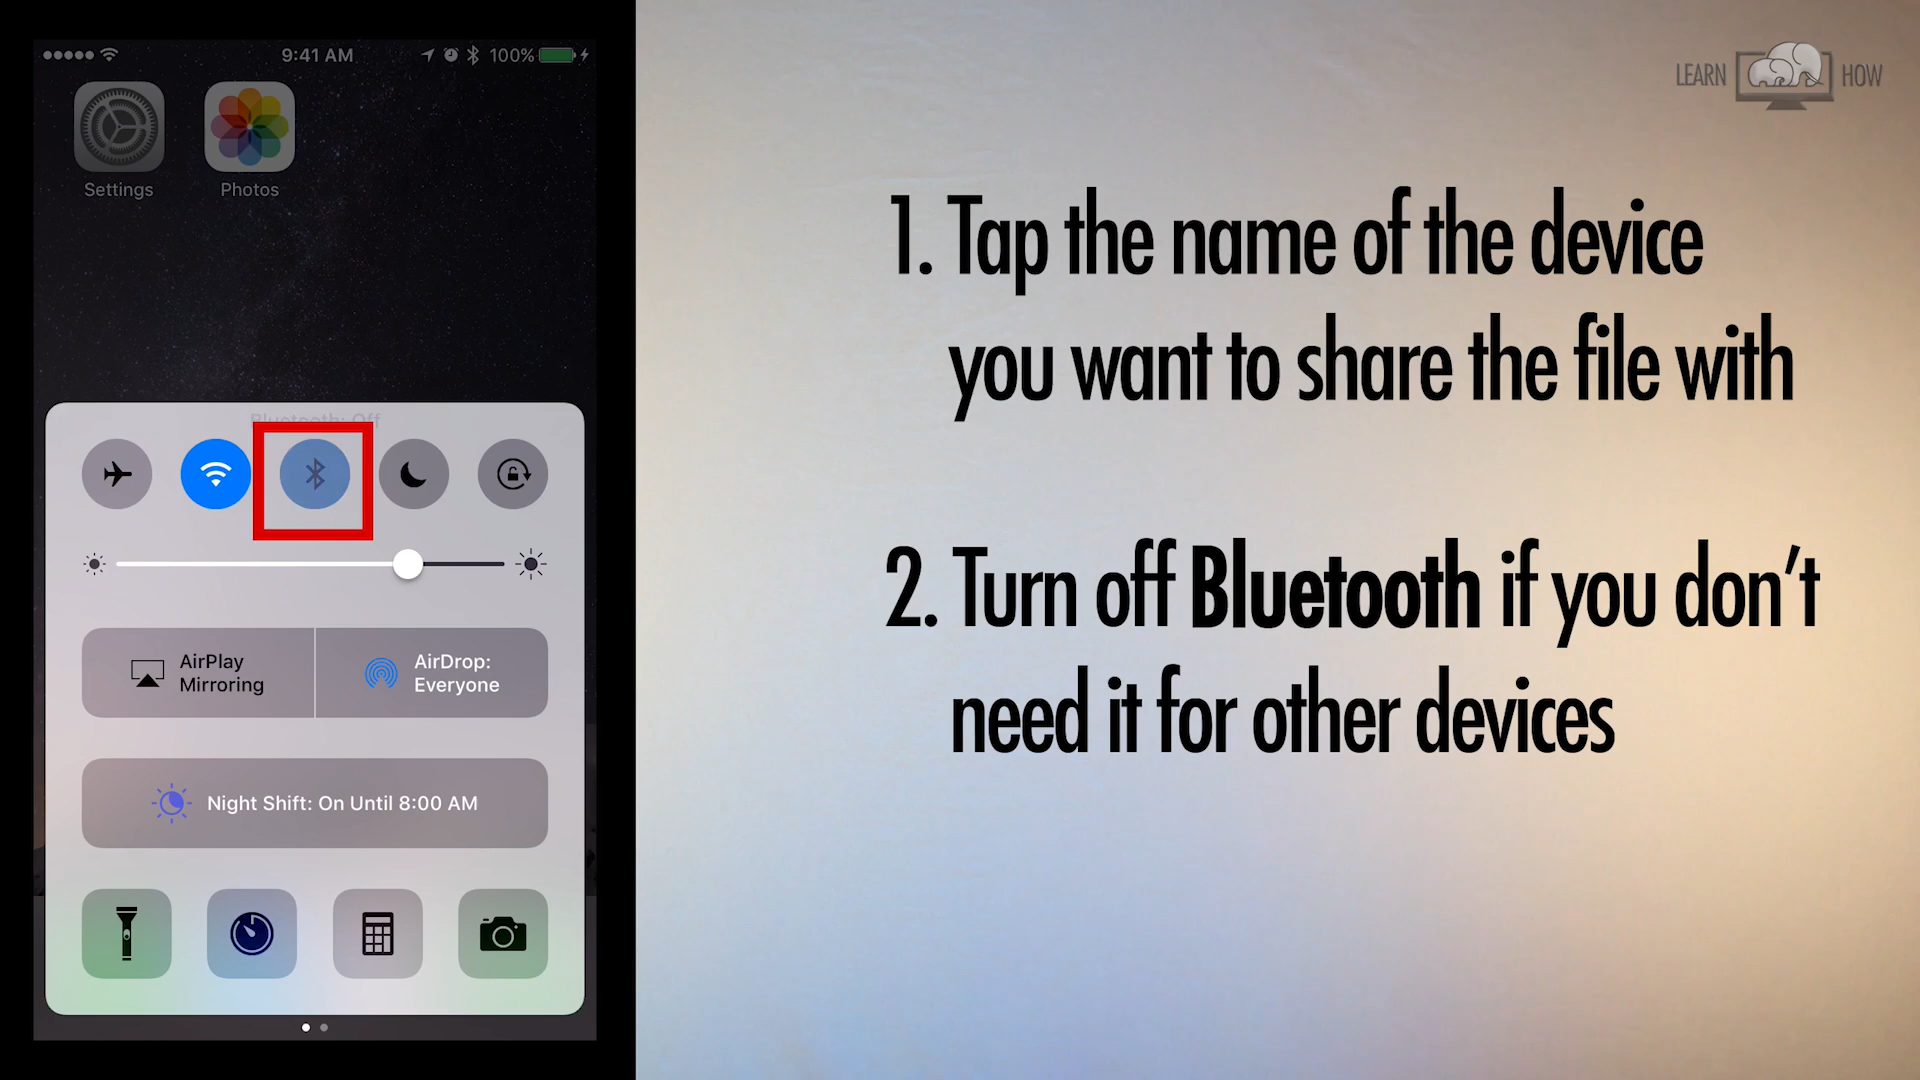 9:41 AM
100%
Settings
Photos
Bluetooth: Off
AirPlay
Mirroring
AirDrop:
Everyone
Night Shift: On Until 8:00 AM
LEARN HOW
1. Tap the name of the device
you want to share the file with
2. Turn off Bluetooth if you don't
need it for other devices